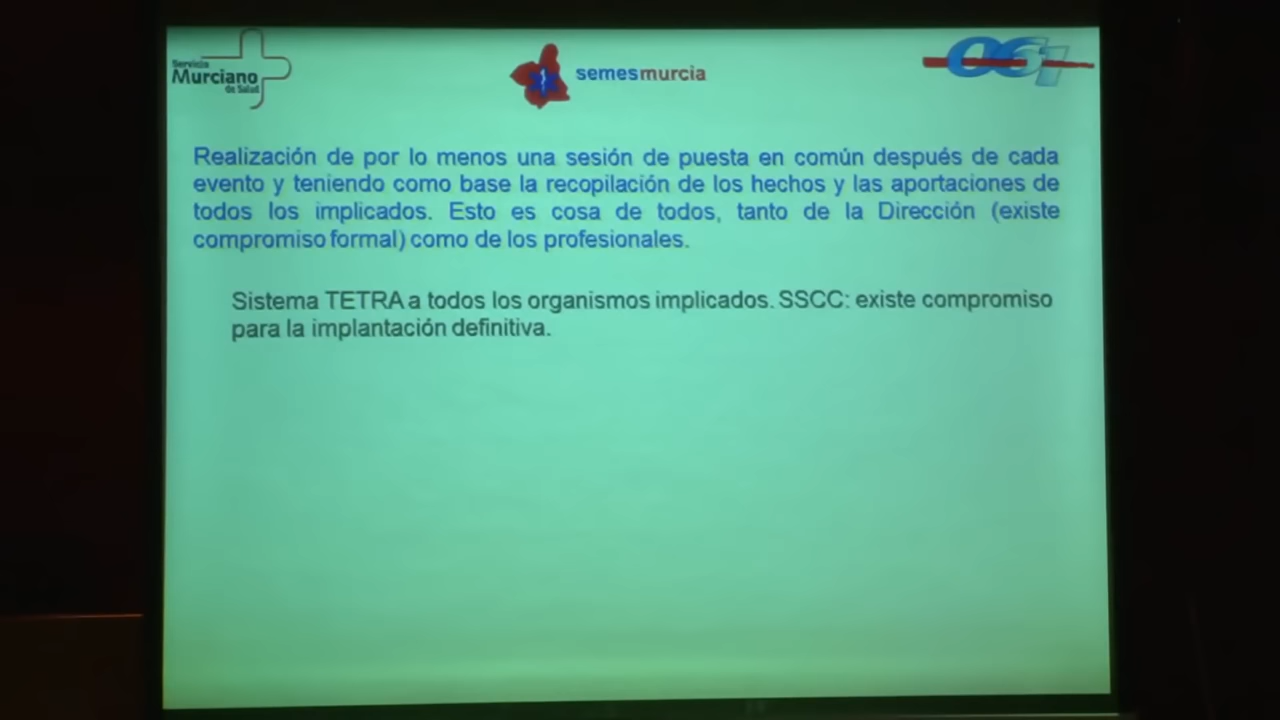 Servicio
Murciano
de Salud
semesmurcia
061
Realización de por lo menos una sesión de puesta en común después de cada
evento y teniendo como base la recopilación de los hechos y las aportaciones de
todos los implicados. Esto es cosa de todos, tanto de la Dirección (existe
compromiso formal) como de los profesionales.
Sistema TETRA a todos los organismos implicados. SSCC: existe compromiso
para la implantación definitiva.